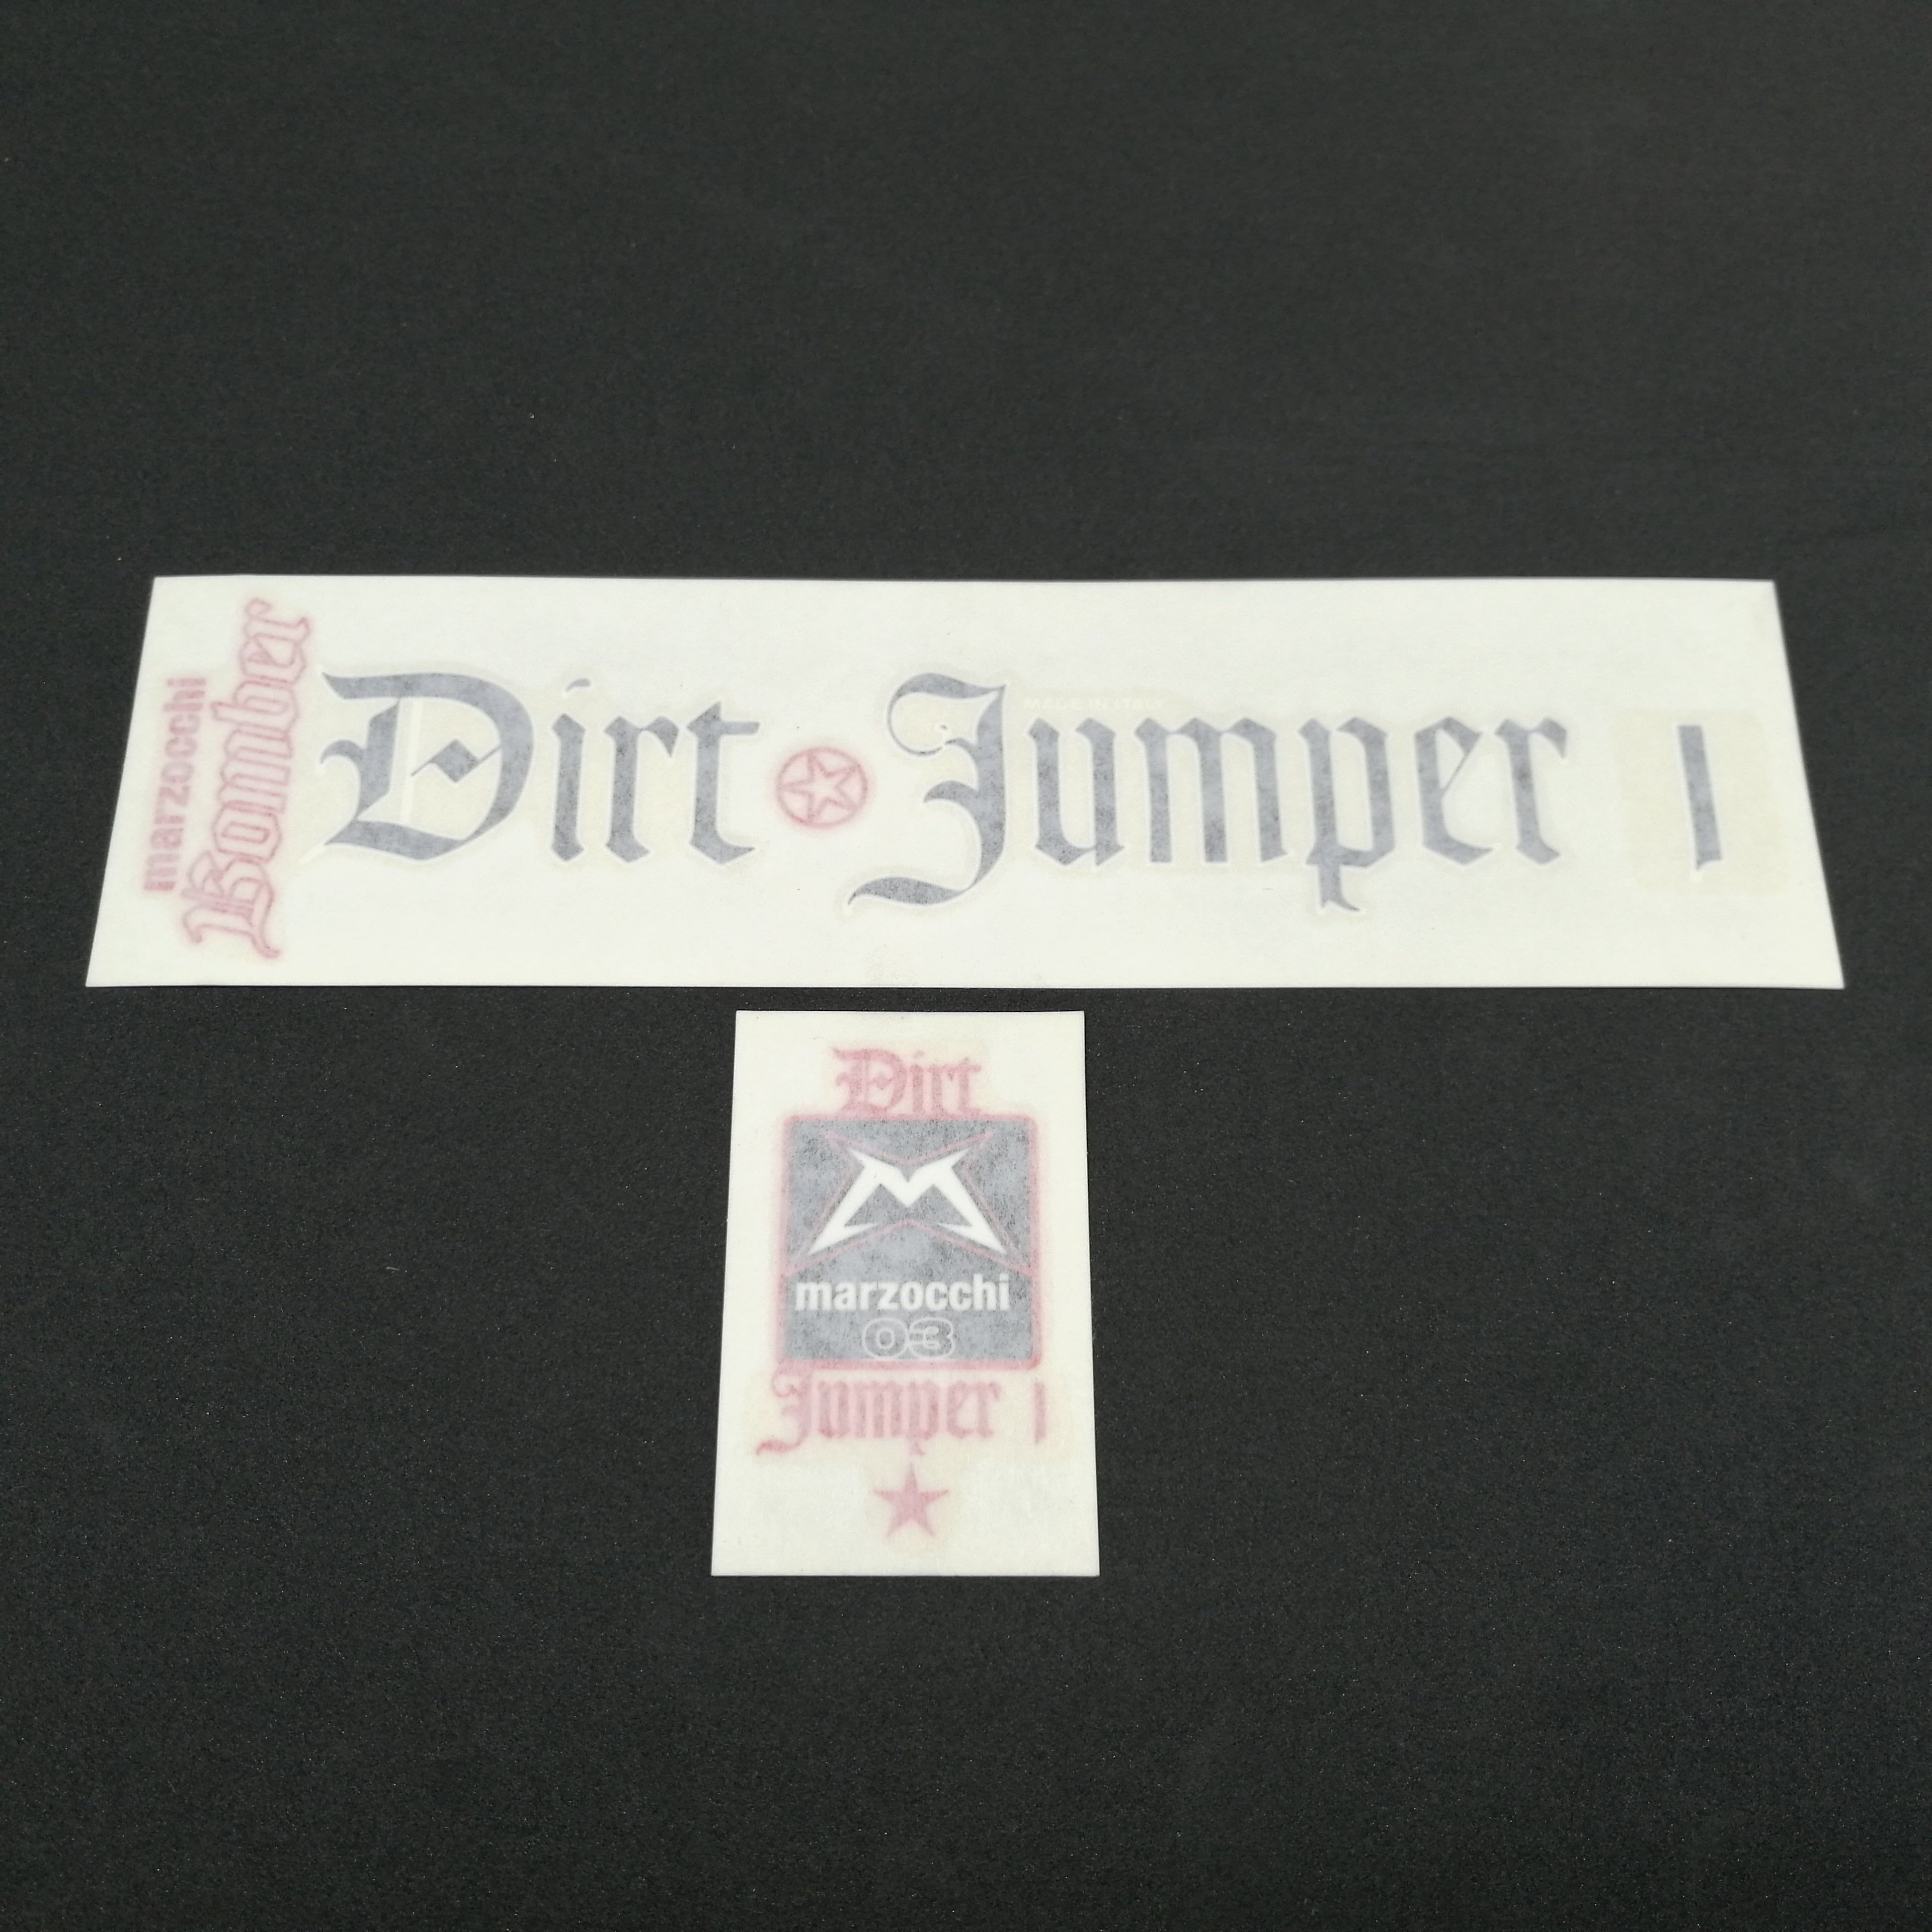 marzocchi
Bomber
Dirt Jumper I
MADE IN ITALY
Dirt
M
marzocchi
03
Jumper I